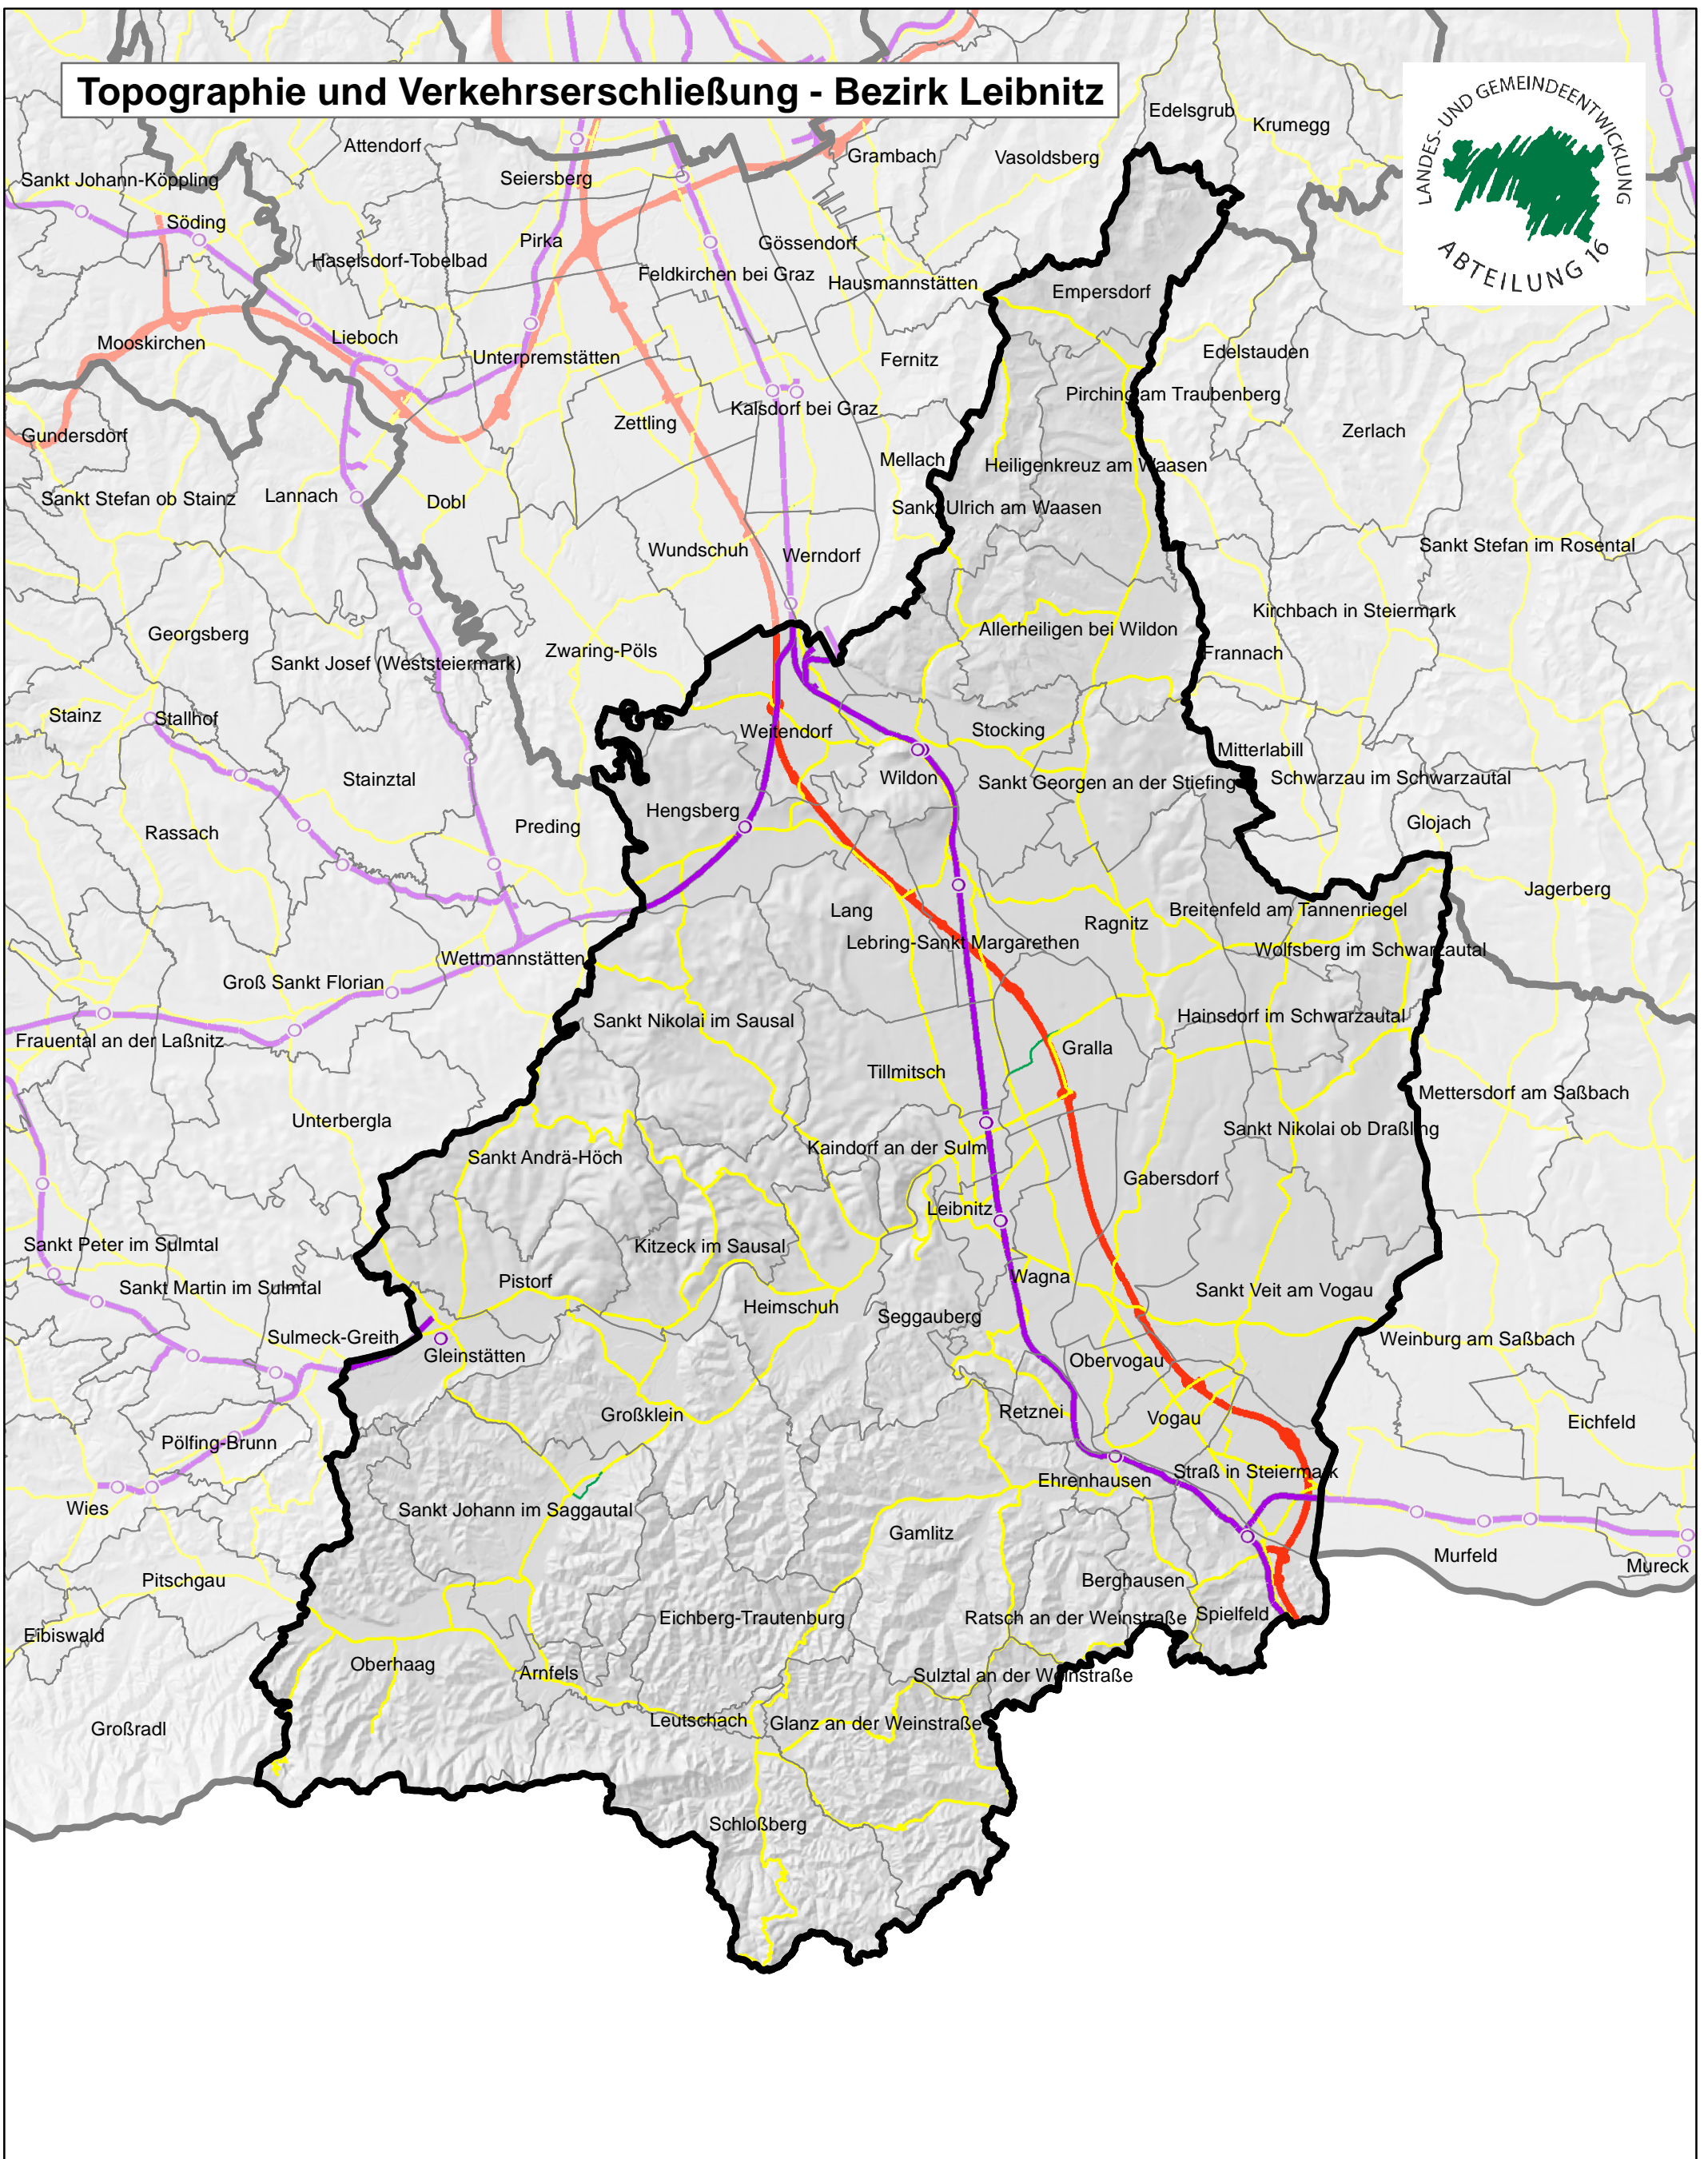 Topographie und Verkehrserschließung - Bezirk Leibnitz
LANDES- UND GEMEINDEENTWICKLUNG
ABTEILUNG 16
Edelsgrub
Krumegg
Attendorf
Grambach
Vasoldsberg
Sankt Johann-Köppling
Seiersberg
Söding
Pirka
Gössendorf
Haselsdorf-Tobelbad
Feldkirchen bei Graz
Hausmannstätten
Empersdorf
Mooskirchen
Lieboch
Unterpremstätten
Fernitz
Edelstauden
Pirching am Traubenberg
Kalsdorf bei Graz
Zettling
Gundersdorf
Zerlach
Mellach
Heiligenkreuz am Waasen
Sankt Stefan ob Stainz
Lannach
Dobl
Sankt Ulrich am Waasen
Wundschuh
Werndorf
Sankt Stefan im Rosental
Kirchbach in Steiermark
Georgsberg
Allerheiligen bei Wildon
Sankt Josef (Weststeiermark)
Zwaring-Pöls
Frannach
Stainz
Stallhof
Weitendorf
Stocking
Mitterlabill
Stainztal
Wildon
Sankt Georgen an der Stiefing
Schwarzau im Schwarzautal
Hengsberg
Glojach
Rassach
Preding
Jagerberg
Lang
Breitenfeld am Tannenriegel
Ragnitz
Lebring-Sankt Margarethen
Wolfsberg im Schwarzautal
Wettmannstätten
Groß Sankt Florian
Hainsdorf im Schwarzautal
Sankt Nikolai im Sausal
Frauental an der Laßnitz
Gralla
Tillmitsch
Mettersdorf am Saßbach
Unterbergla
Sankt Nikolai ob Draßling
Kaindorf an der Sulm
Sankt Andrä-Höch
Gabersdorf
Leibnitz
Sankt Peter im Sulmtal
Kitzeck im Sausal
Wagna
Pistorf
Sankt Martin im Sulmtal
Sankt Veit am Vogau
Heimschuh
Seggauberg
Sulmeck-Greith
Weinburg am Saßbach
Gleinstätten
Obervogau
Retznei
Großklein
Vogau
Eichfeld
Pölfing-Brunn
Straß in Steiermark
Ehrenhausen
Wies
Sankt Johann im Saggautal
Gamlitz
Murfeld
Mureck
Pitschgau
Berghausen
Eichberg-Trautenburg
Ratsch an der Weinstraße
Spielfeld
Eibiswald
Oberhaag
Arnfels
Sulztal an der Weinstraße
Leutschach
Glanz an der Weinstraße
Großradl
Schloßberg